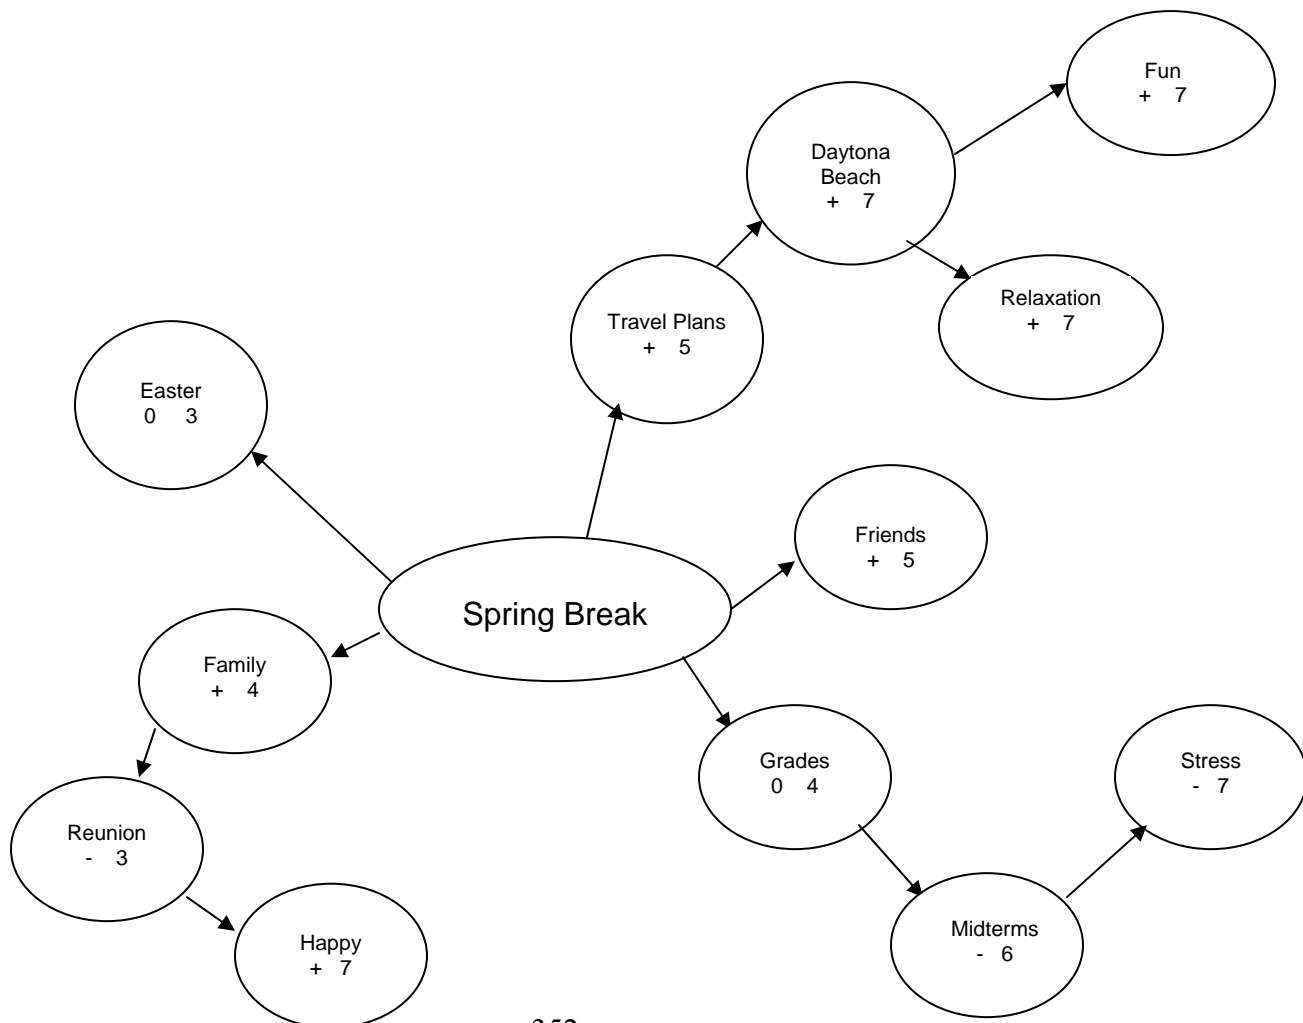 Fun
+ 7
Daytona
Beach
+ 7
Relaxation
+ 7
Travel Plans
+ 5
Easter
0 3
Friends
+ 5
Spring Break
Family
+ 4
Grades
0 4
Stress
- 7
Reunion
- 3
Midterms
- 6
Happy
+ 7